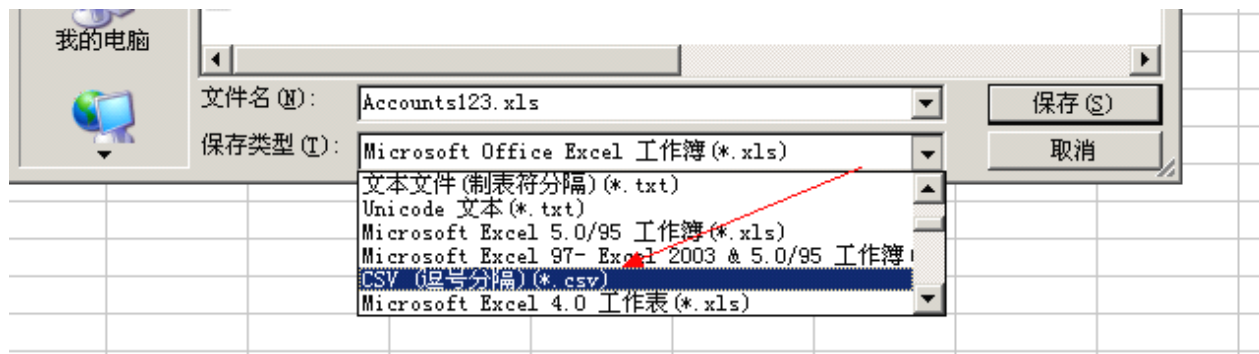 我的电脑
文件名(N):
Accounts123.xls
保存(S)
保存类型(T):
Microsoft Office Excel 工作簿(*.xls)
取消
文本文件(制表符分隔)(*.txt)
Unicode 文本(*.txt)
Microsoft Excel 5.0/95 工作簿(*.xls)
Microsoft Excel 97- Excel 2003 & 5.0/95 工作簿(
CSV (逗号分隔)(*.csv)
Microsoft Excel 4.0 工作表(*.xls)